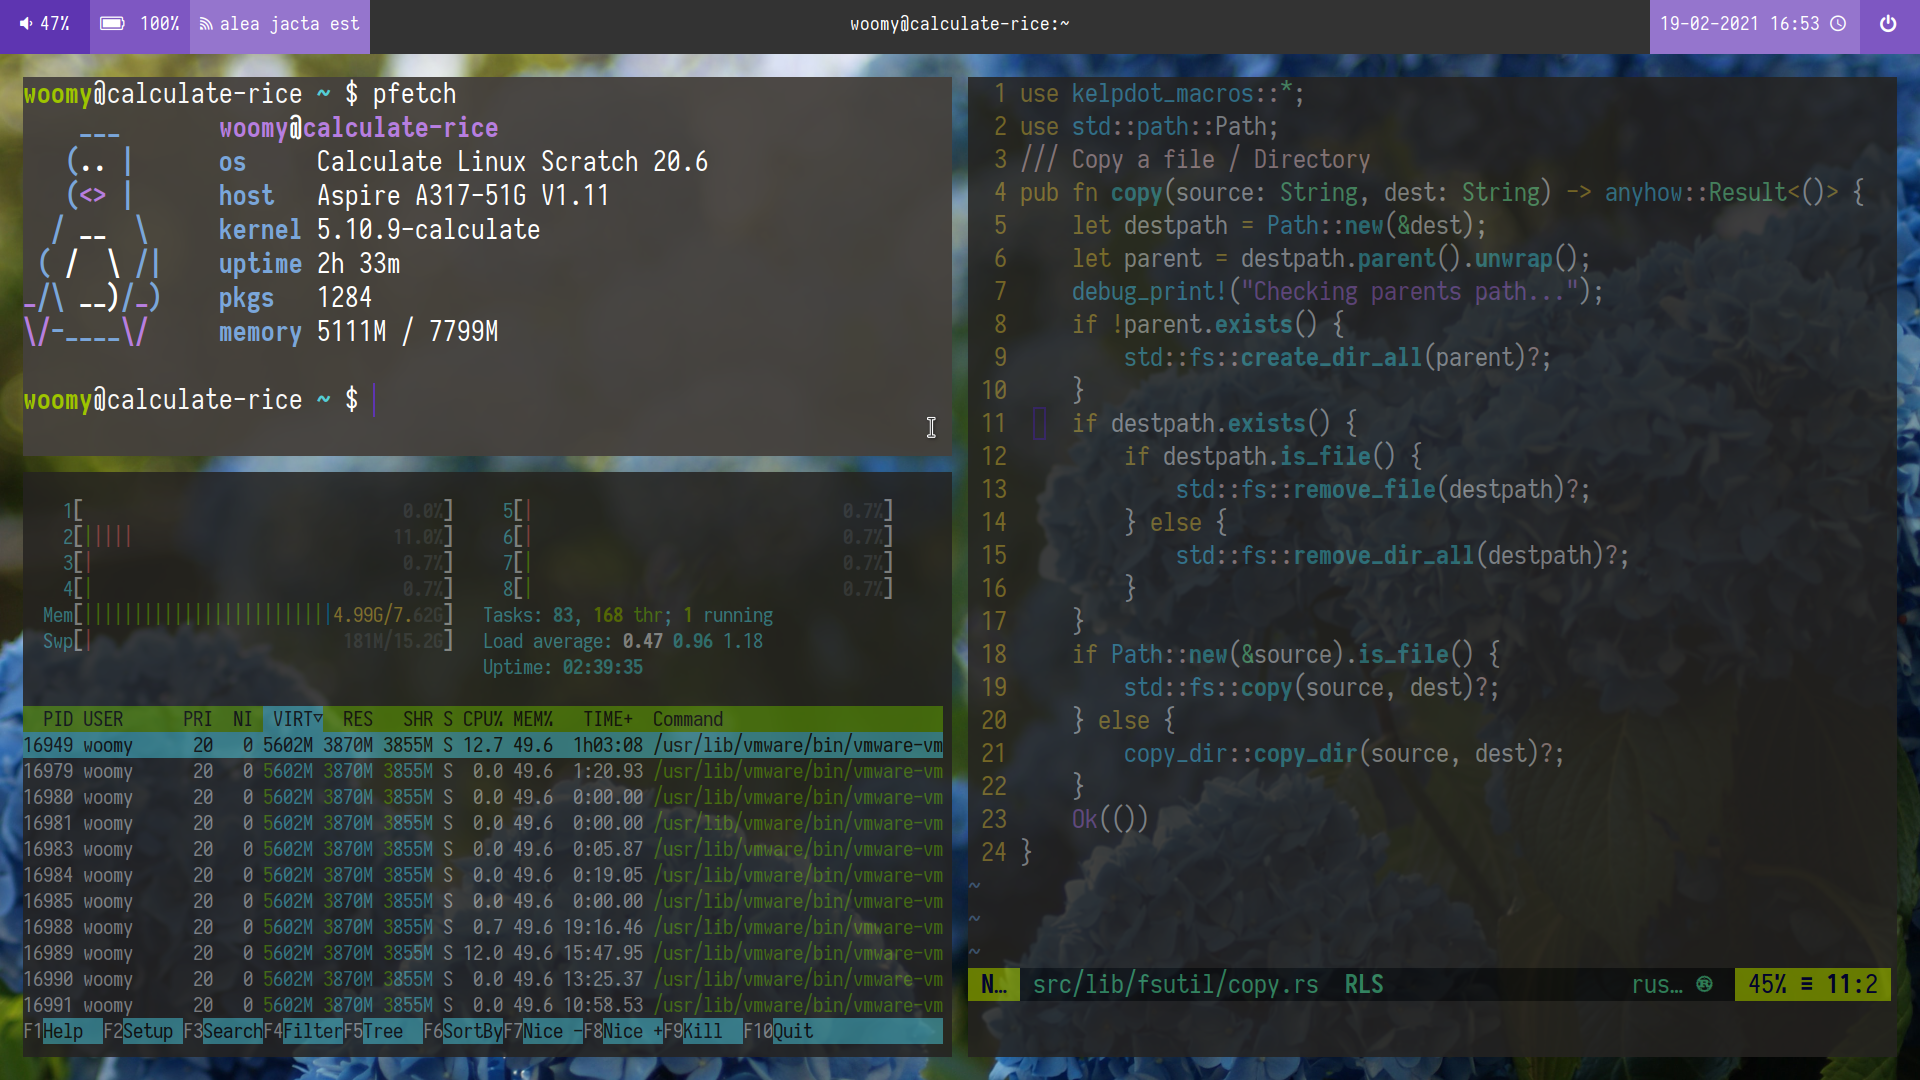 47% 100% alea jacta est woomy@calculate-rice:~ 19-02-2021 16:53
woomy@calculate-rice ~ $ pfetch
woomy@calculate-rice
os Calculate Linux Scratch 20.6
host Aspire A317-51G V1.11
kernel 5.10.9-calculate
uptime 2h 33m
pkgs 1284
memory 5111M / 7799M
woomy@calculate-rice ~ $
1[ 0.0%] 5[| 0.7%]
2[||||| 11.0%] 6[| 0.7%]
3[| 0.7%] 7[| 0.7%]
4[| 0.7%] 8[| 0.7%]
Mem[|||||||||||||||||||||||||4.99G/7.62G] Tasks: 83, 168 thr; 1 running
Swp[| 181M/15.2G] Load average: 0.47 0.96 1.18
Uptime: 02:39:35
PID USER PRI NI VIRT▽ RES SHR S CPU% MEM% TIME+ Command
16949 woomy 20 0 5602M 3870M 3855M S 12.7 49.6 1h03:08 /usr/lib/vmware/bin/vmware-vm
16979 woomy 20 0 5602M 3870M 3855M S 0.0 49.6 1:20.93 /usr/lib/vmware/bin/vmware-vm
16980 woomy 20 0 5602M 3870M 3855M S 0.0 49.6 0:00.00 /usr/lib/vmware/bin/vmware-vm
16981 woomy 20 0 5602M 3870M 3855M S 0.0 49.6 0:00.00 /usr/lib/vmware/bin/vmware-vm
16983 woomy 20 0 5602M 3870M 3855M S 0.0 49.6 0:05.87 /usr/lib/vmware/bin/vmware-vm
16984 woomy 20 0 5602M 3870M 3855M S 0.0 49.6 0:19.05 /usr/lib/vmware/bin/vmware-vm
16985 woomy 20 0 5602M 3870M 3855M S 0.0 49.6 0:00.00 /usr/lib/vmware/bin/vmware-vm
16988 woomy 20 0 5602M 3870M 3855M S 0.7 49.6 19:16.46 /usr/lib/vmware/bin/vmware-vm
16989 woomy 20 0 5602M 3870M 3855M S 12.0 49.6 15:47.95 /usr/lib/vmware/bin/vmware-vm
16990 woomy 20 0 5602M 3870M 3855M S 0.0 49.6 13:25.37 /usr/lib/vmware/bin/vmware-vm
16991 woomy 20 0 5602M 3870M 3855M S 0.0 49.6 10:58.53 /usr/lib/vmware/bin/vmware-vm
F1Help F2Setup F3SearchF4FilterF5Tree F6SortByF7Nice -F8Nice +F9Kill F10Quit
1 use kelpdot_macros::*;
2 use std::path::Path;
3 /// Copy a file / Directory
4 pub fn copy(source: String, dest: String) -> anyhow::Result<()> {
5     let destpath = Path::new(&dest);
6     let parent = destpath.parent().unwrap();
7     debug_print!("Checking parents path...");
8     if !parent.exists() {
9         std::fs::create_dir_all(parent)?;
10     }
11     if destpath.exists() {
12         if destpath.is_file() {
13             std::fs::remove_file(destpath)?;
14         } else {
15             std::fs::remove_dir_all(destpath)?;
16         }
17     }
18     if Path::new(&source).is_file() {
19         std::fs::copy(source, dest)?;
20     } else {
21         copy_dir::copy_dir(source, dest)?;
22     }
23     Ok(())
24 }
~
~
~
N… src/lib/fsutil/copy.rs RLS rus… 45% ≡ 11:2